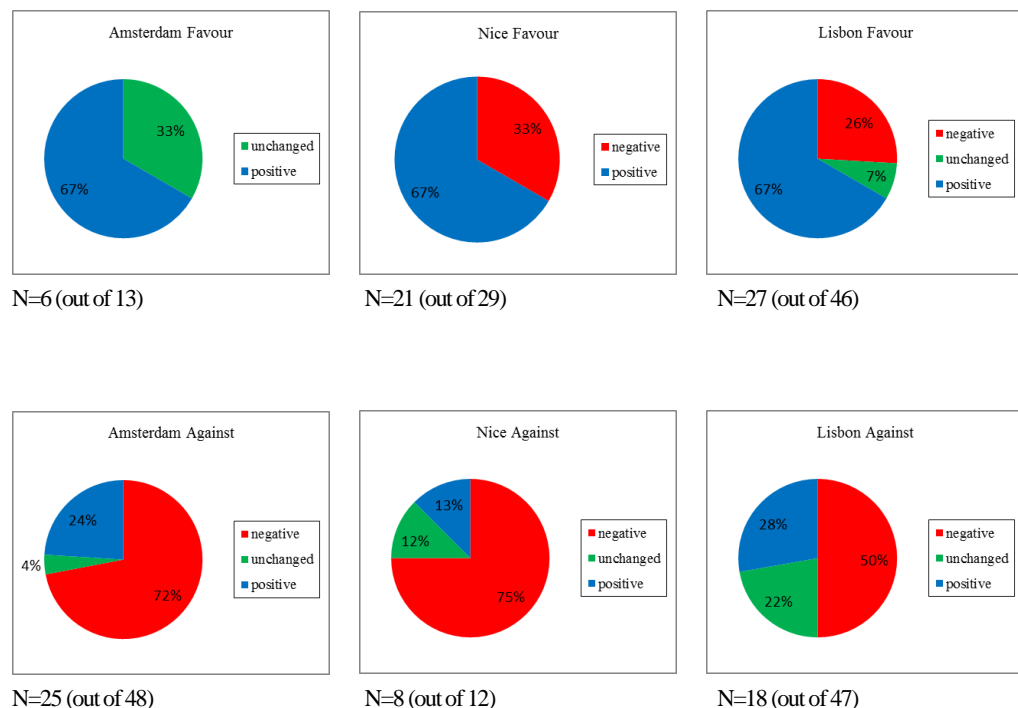 Amsterdam Favour
33%
67%
unchanged
positive
N=6 (out of 13)
Nice Favour
33%
67%
negative
positive
N=21 (out of 29)
Lisbon Favour
26%
7%
67%
negative
unchanged
positive
N=27 (out of 46)
Amsterdam Against
24%
4%
72%
negative
unchanged
positive
N=25 (out of 48)
Nice Against
13%
12%
75%
negative
unchanged
positive
N=8 (out of 12)
Lisbon Against
28%
50%
22%
negative
unchanged
positive
N=18 (out of 47)